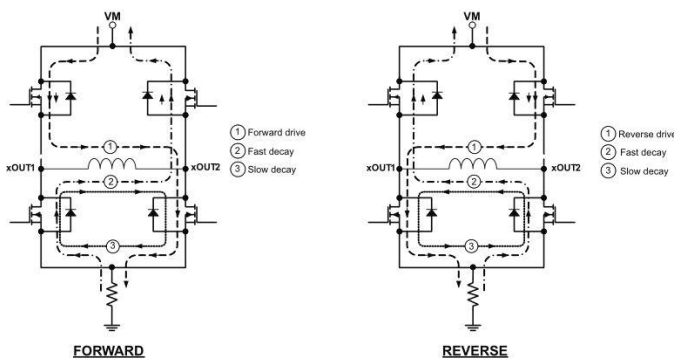 VM
VM
1
xOUT1
xOUT2
2
3
1 Forward drive
2 Fast decay
3 Slow decay
1
xOUT1
xOUT2
2
3
1 Reverse drive
2 Fast decay
3 Slow decay
FORWARD
REVERSE